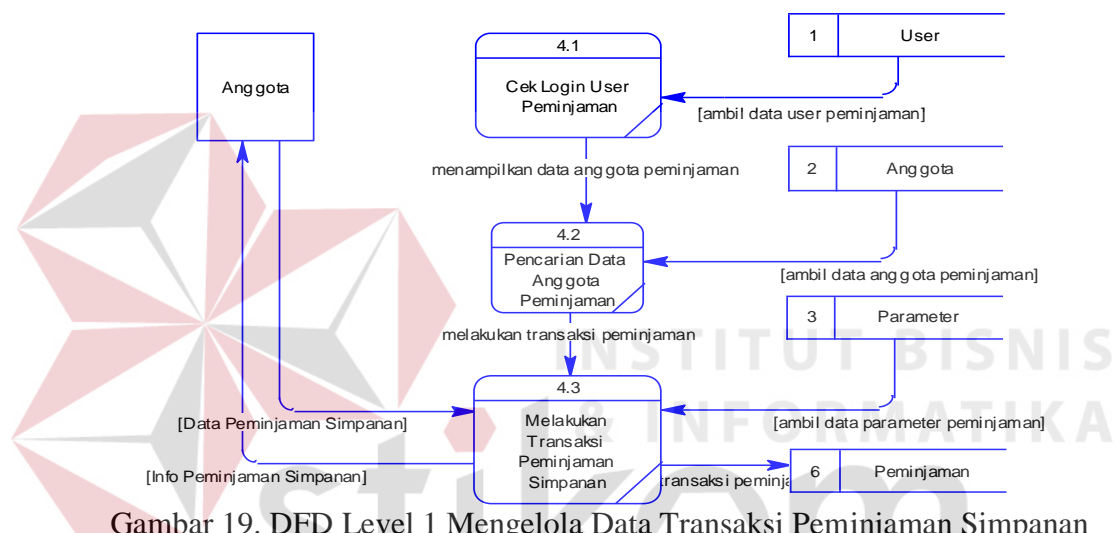 4.1
Cek Login User
Peminjaman
1
User
Anggota
[ambil data user peminjaman]
menampilkan data anggota peminjaman
2
Anggota
4.2
Pencarian Data
Anggota
Peminjaman
[ambil data anggota peminjaman]
3
Parameter
melakukan transaksi peminjaman
INSTITUT BISNIS
4.3
Melakukan
Transaksi
Peminjaman
Simpanan
[Data Peminjaman Simpanan]
[ambil data parameter peminjaman]
& INFORMATIKA
[Info Peminjaman Simpanan]
transaksi peminja
6
Peminjaman
stikom
Gambar 19. DFD Level 1 Mengelola Data Transaksi Peminjaman Simpanan